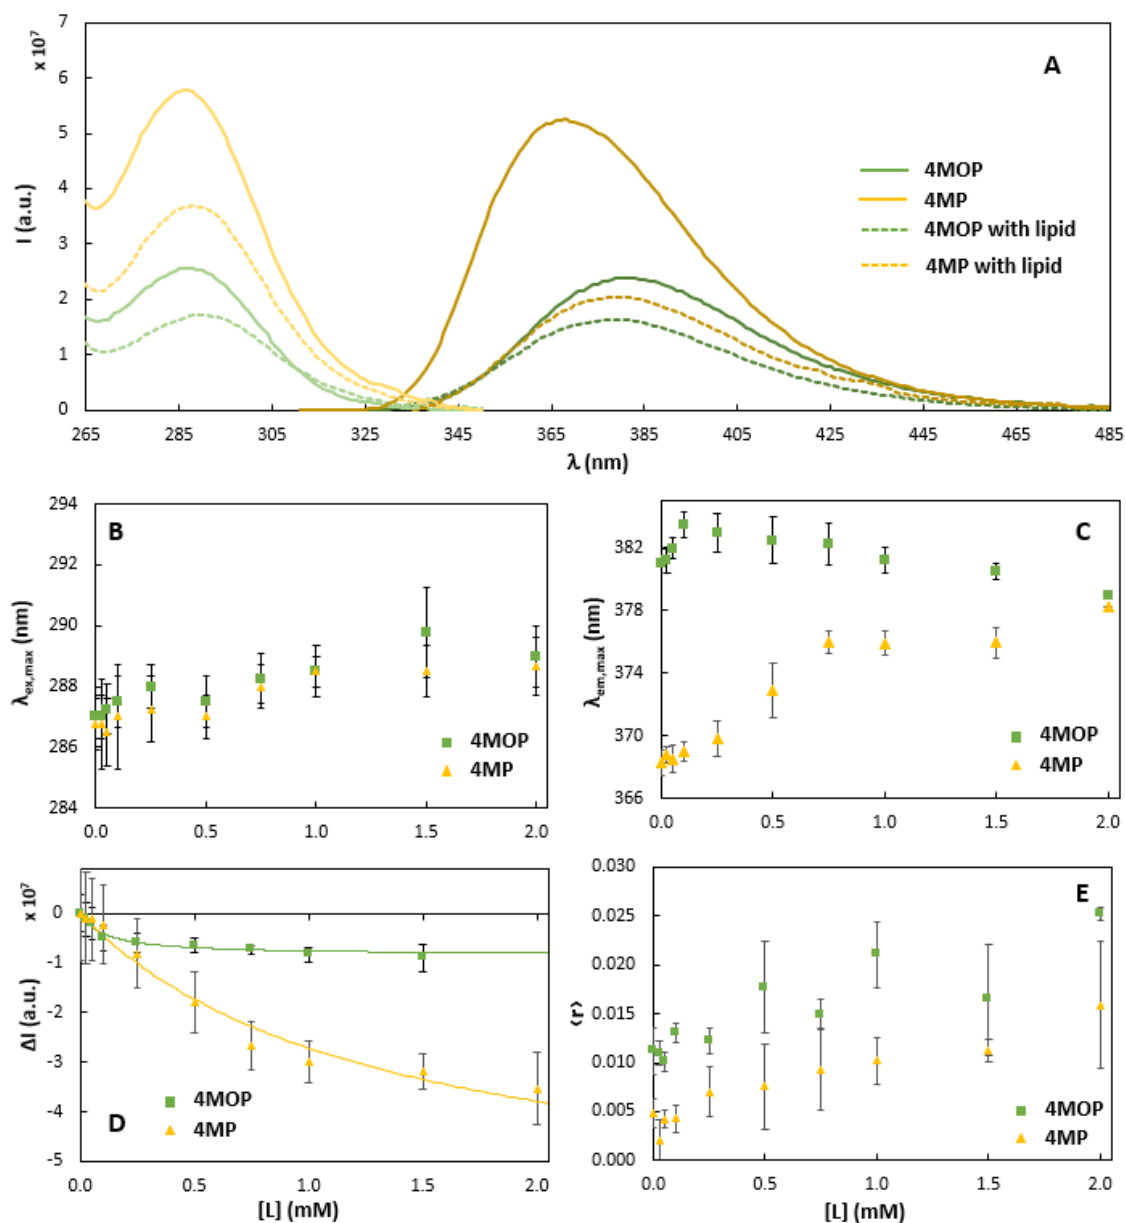 x 10⁷
7
6
5
4
3
2
1
0
I (a.u.)
A
4MOP
4MP
4MOP with lipid
4MP with lipid
265 285 305 325 345 365 385 405 425 445 465 485
λ (nm)
294
292
290
288
286
284
λex,max (nm)
B
4MOP
4MP
0.0 0.5 1.0 1.5 2.0
382
378
374
370
366
λem,max (nm)
C
4MOP
4MP
0.0 0.5 1.0 1.5 2.0
x 10⁷
0
-1
-2
-3
-4
-5
ΔI (a.u.)
4MOP
4MP
D
0.0 0.5 1.0 1.5 2.0
[L] (mM)
0.030
0.025
0.020
0.015
0.010
0.005
0.000
⟨r⟩
E
4MOP
4MP
0.0 0.5 1.0 1.5 2.0
[L] (mM)